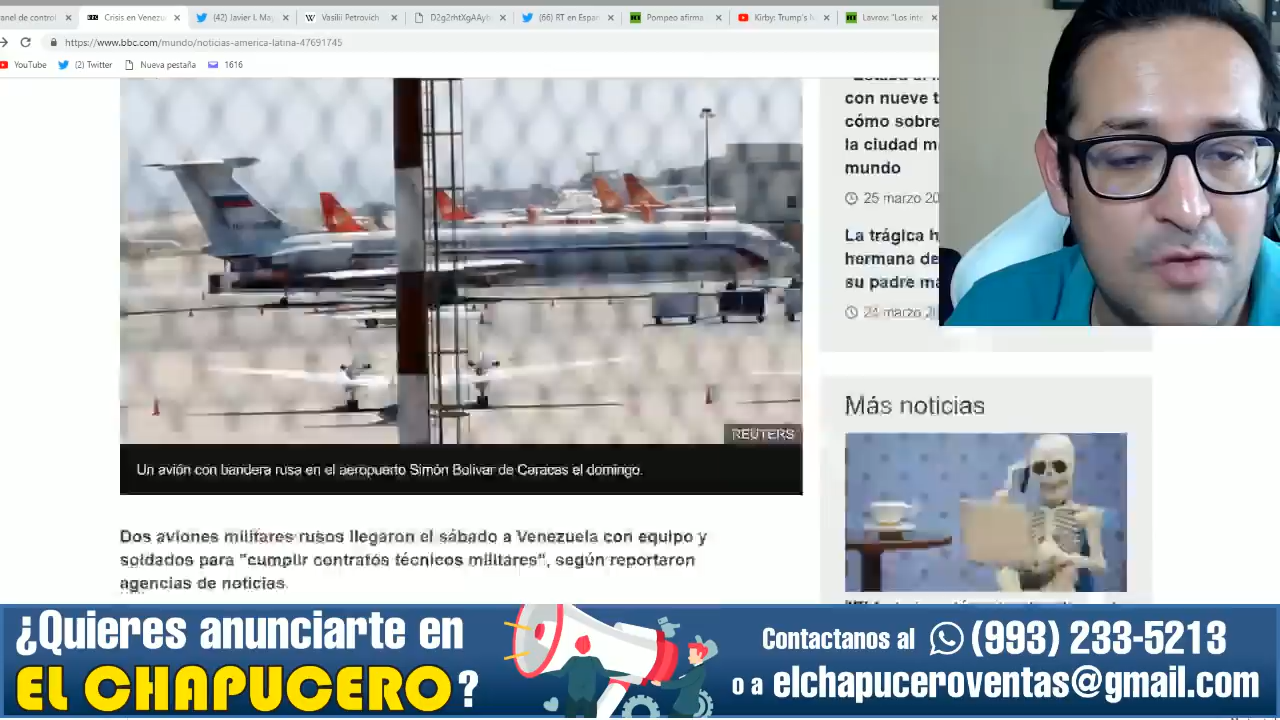 anel de control
Crisis en Venezu
(42) Javier L Ma
Vasilii Petrovich
D2g2rhtXgAAyb
(66) RT en Espa
Pompeo afirma
Kirby: Trump's
Lavrov: "Los inte
https://www.bbc.com/mundo/noticias-america-latina-47691745
YouTube
(2) Twitter
Nueva pestaña
1616
con nueve t
cómo sobre
la ciudad m
mundo
25 marzo 20
La trágica h
hermana de
su padre ma
24 marzo 2
REUTERS
Un avión con bandera rusa en el aeropuerto Simón Bolivar de Caracas el domingo.
Dos aviones militares rusos llegaron el sábado a Venezuela con equipo y
soldados para "cumplir contratos técnicos militares", según reportaron
agencias de noticias.
Más noticias
¿Quieres anunciarte en
EL CHAPUCERO?
Contactanos al (993) 233-5213
o a elchapuceroventas@gmail.com